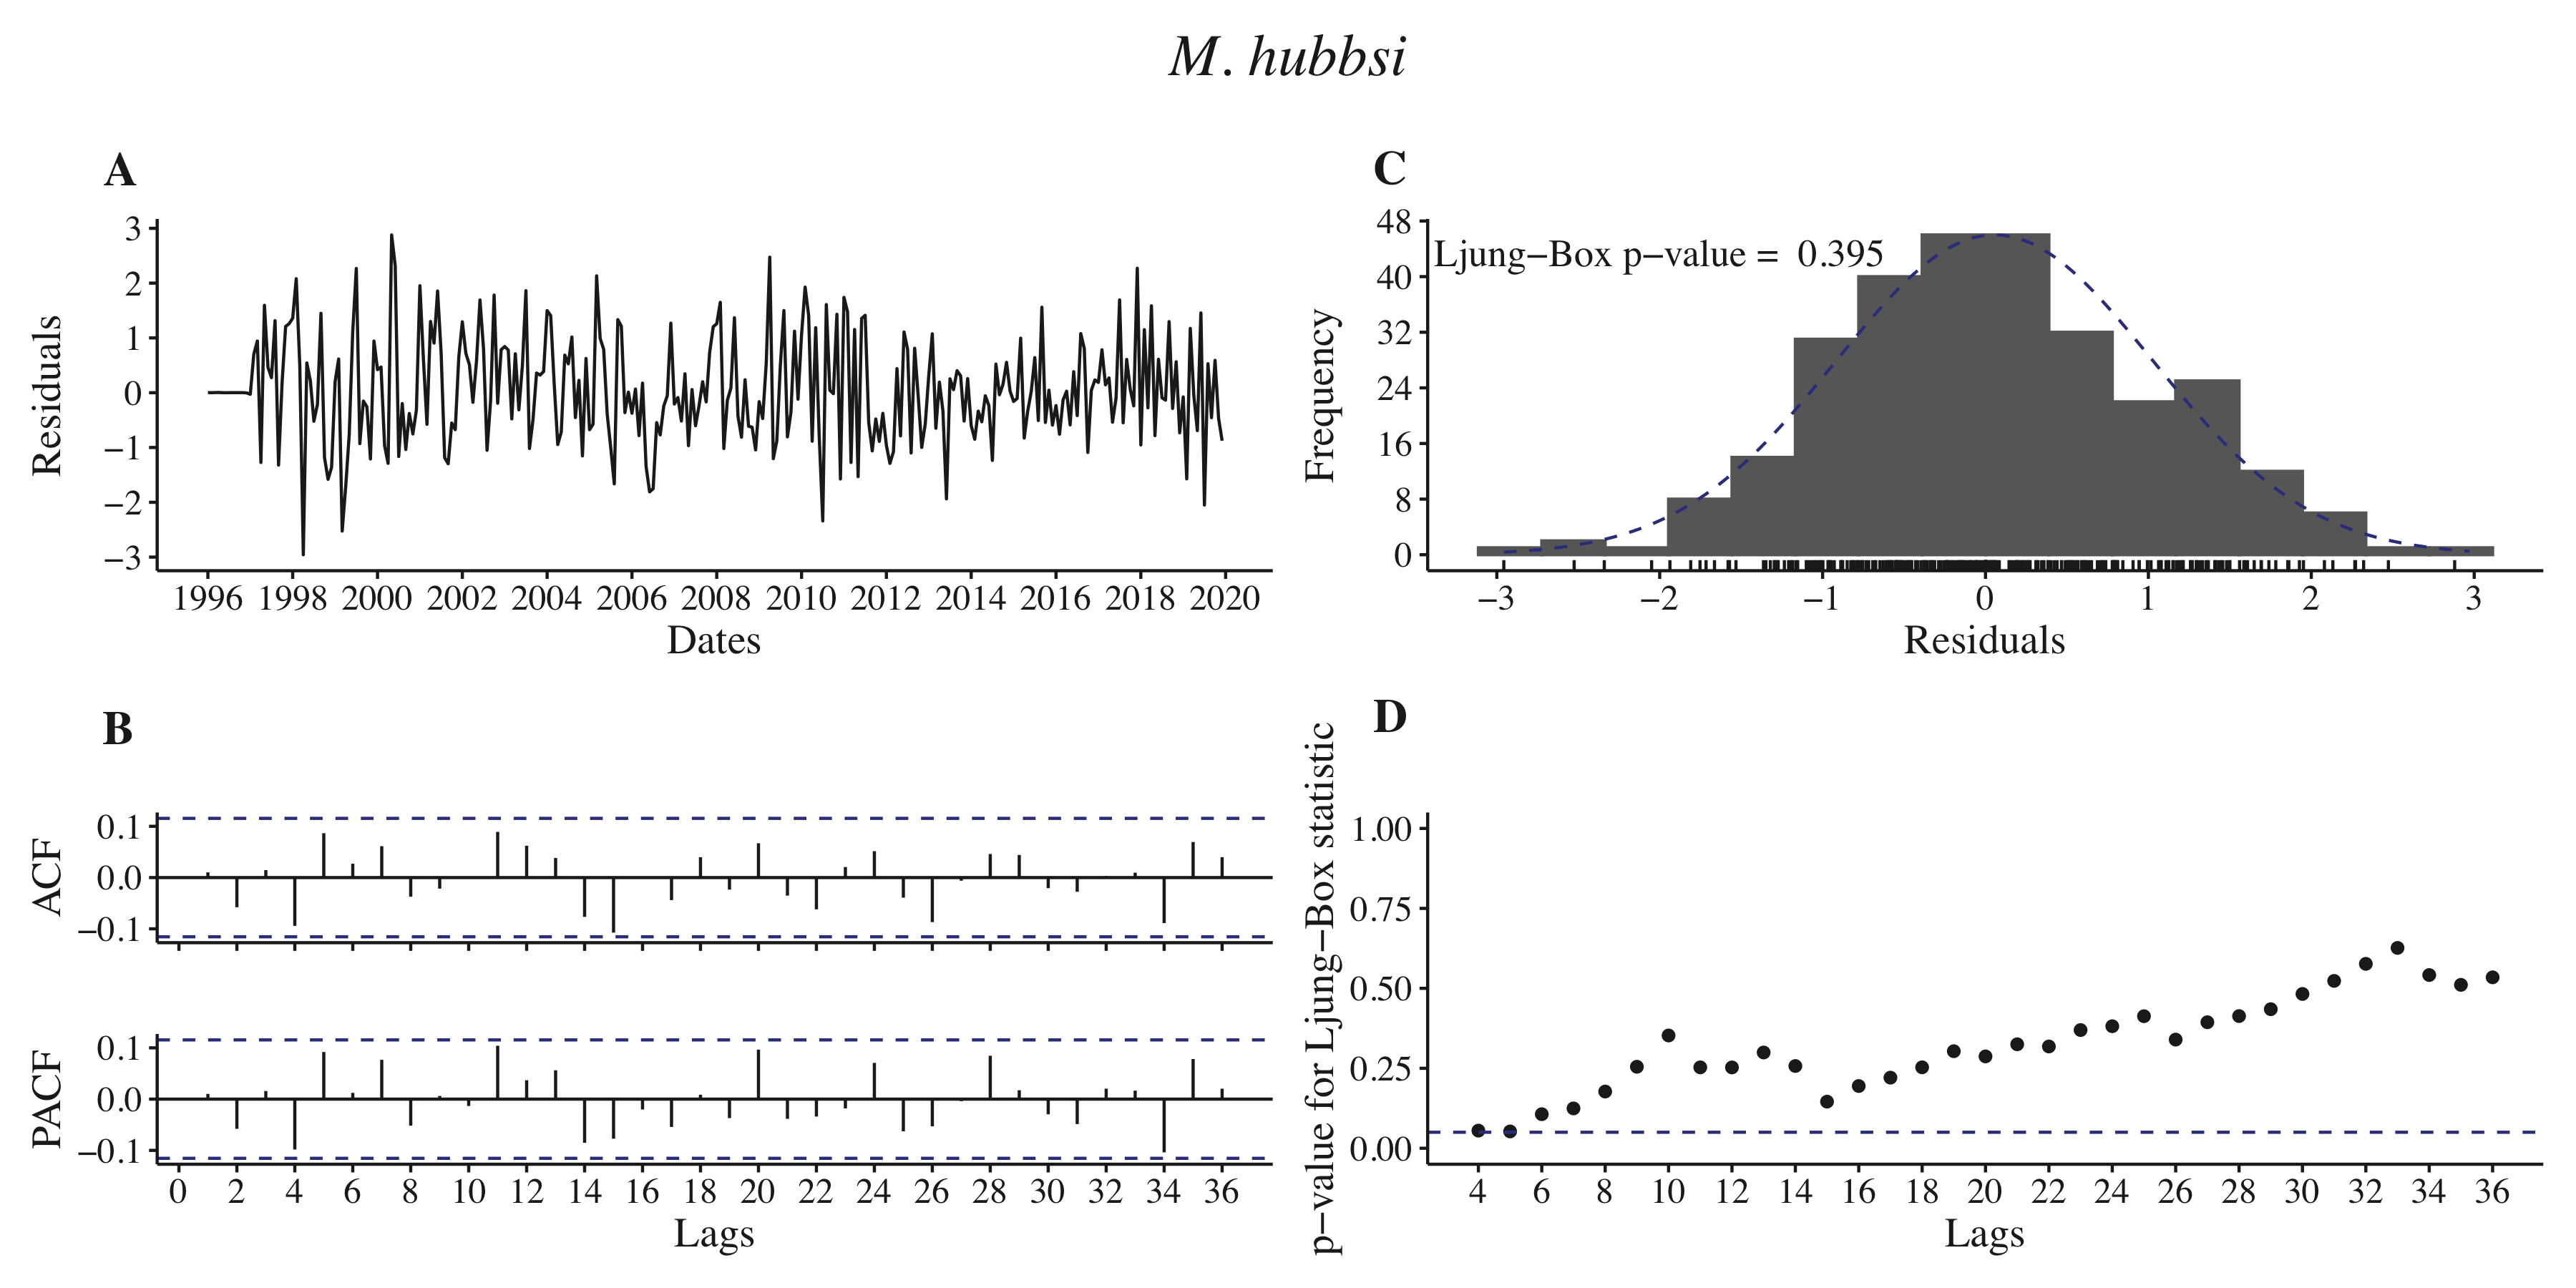 M. hubbsi
A
3
2
1
0
−1
−2
−3
Residuals
1996 1998 2000 2002 2004 2006 2008 2010 2012 2014 2016 2018 2020
Dates
C
48
40
32
24
16
8
0
Frequency
Ljung−Box p−value = 0.395
−3 −2 −1 0 1 2 3
Residuals
B
0.1
0.0
−0.1
ACF
0.1
0.0
−0.1
PACF
0 2 4 6 8 10 12 14 16 18 20 22 24 26 28 30 32 34 36
Lags
D
1.00
0.75
0.50
0.25
0.00
p−value for Ljung−Box statistic
4 6 8 10 12 14 16 18 20 22 24 26 28 30 32 34 36
Lags